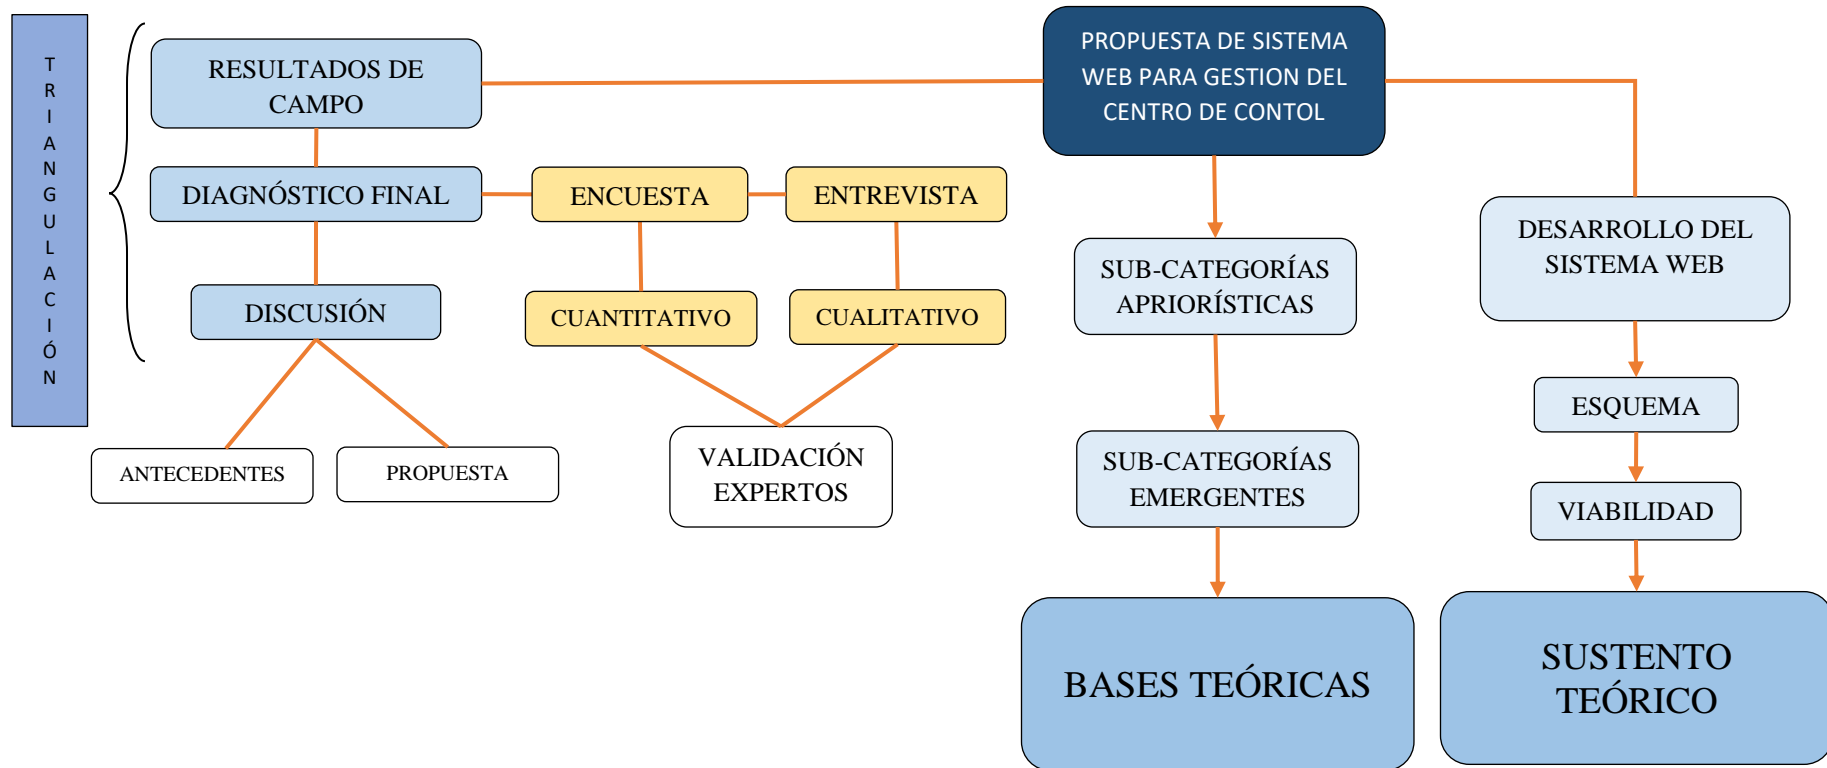 TRIANGULACIÓN
RESULTADOS DE
CAMPO
DIAGNÓSTICO FINAL
DISCUSIÓN
ANTECEDENTES
PROPUESTA
ENCUESTA
ENTREVISTA
CUANTITATIVO
CUALITATIVO
VALIDACIÓN
EXPERTOS
PROPUESTA DE SISTEMA
WEB PARA GESTION DEL
CENTRO DE CONTOL
SUB-CATEGORÍAS
APRIORÍSTICAS
SUB-CATEGORÍAS
EMERGENTES
BASES TEÓRICAS
DESARROLLO DEL
SISTEMA WEB
ESQUEMA
VIABILIDAD
SUSTENTO
TEÓRICO